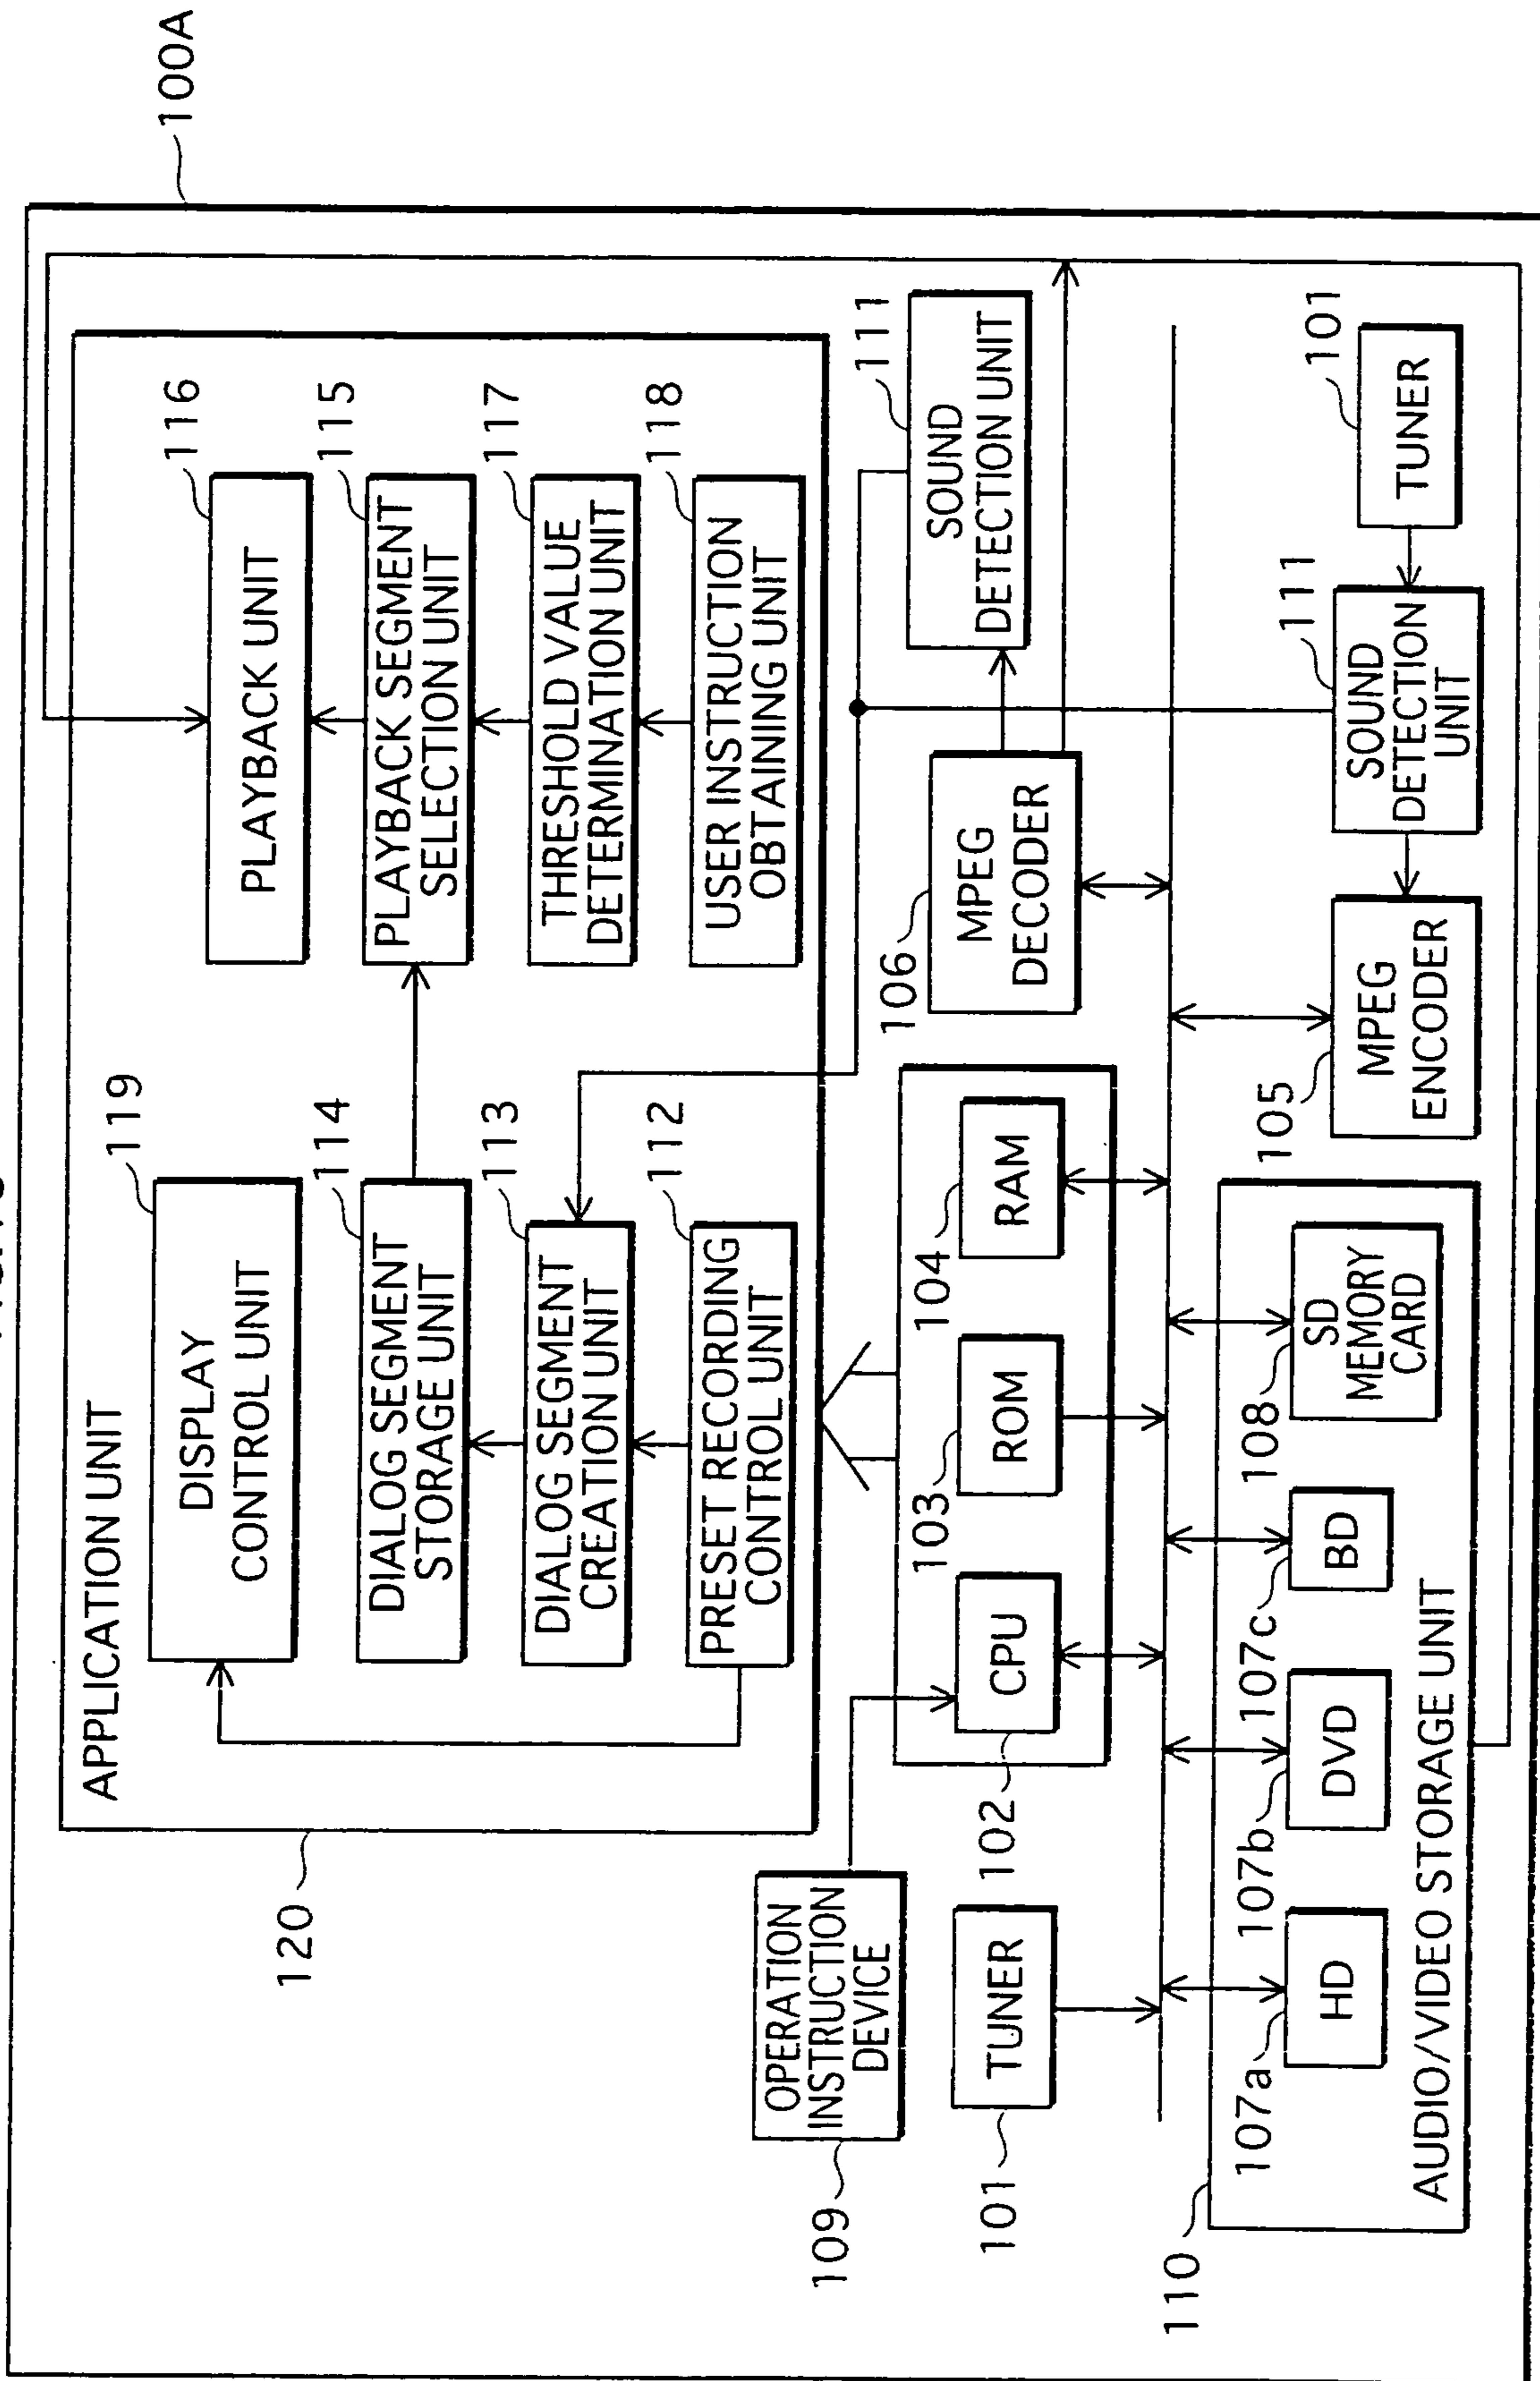 100A
APPLICATION UNIT
120
119
DISPLAY
CONTROL UNIT
116
PLAYBACK UNIT
114
DIALOG SEGMENT
STORAGE UNIT
115
PLAYBACK SEGMENT
SELECTION UNIT
113
DIALOG SEGMENT
CREATION UNIT
117
THRESHOLD VALUE
DETERMINATION UNIT
112
PRESET RECORDING
CONTROL UNIT
118
USER INSTRUCTION
OBTAINING UNIT
109
OPERATION
INSTRUCTION
DEVICE
101
TUNER
102
CPU
103
ROM
104
RAM
106
MPEG
DECODER
111
SOUND
DETECTION UNIT
110
107a
HD
107b
DVD
107c
BD
108
SD
MEMORY
CARD
AUDIO/VIDEO STORAGE UNIT
105
MPEG
ENCODER
111
SOUND
DETECTION
UNIT
101
TUNER